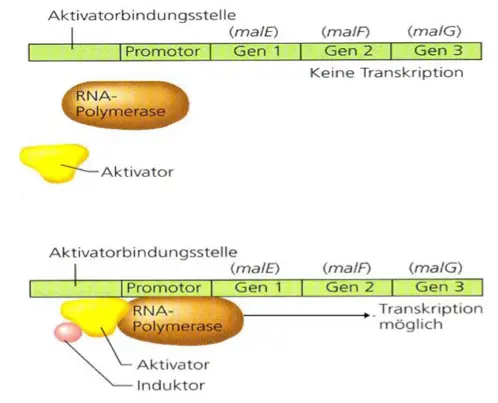 Aktivatorbindungsstelle
(malE) (malF) (malG)
Promotor Gen 1 Gen 2 Gen 3
Keine Transkription
RNA-
Polymerase
Aktivator
Aktivatorbindungsstelle
(malE) (malF) (malG)
Promotor Gen 1 Gen 2 Gen 3
RNA-
Polymerase
Transkription
möglich
Aktivator
Induktor